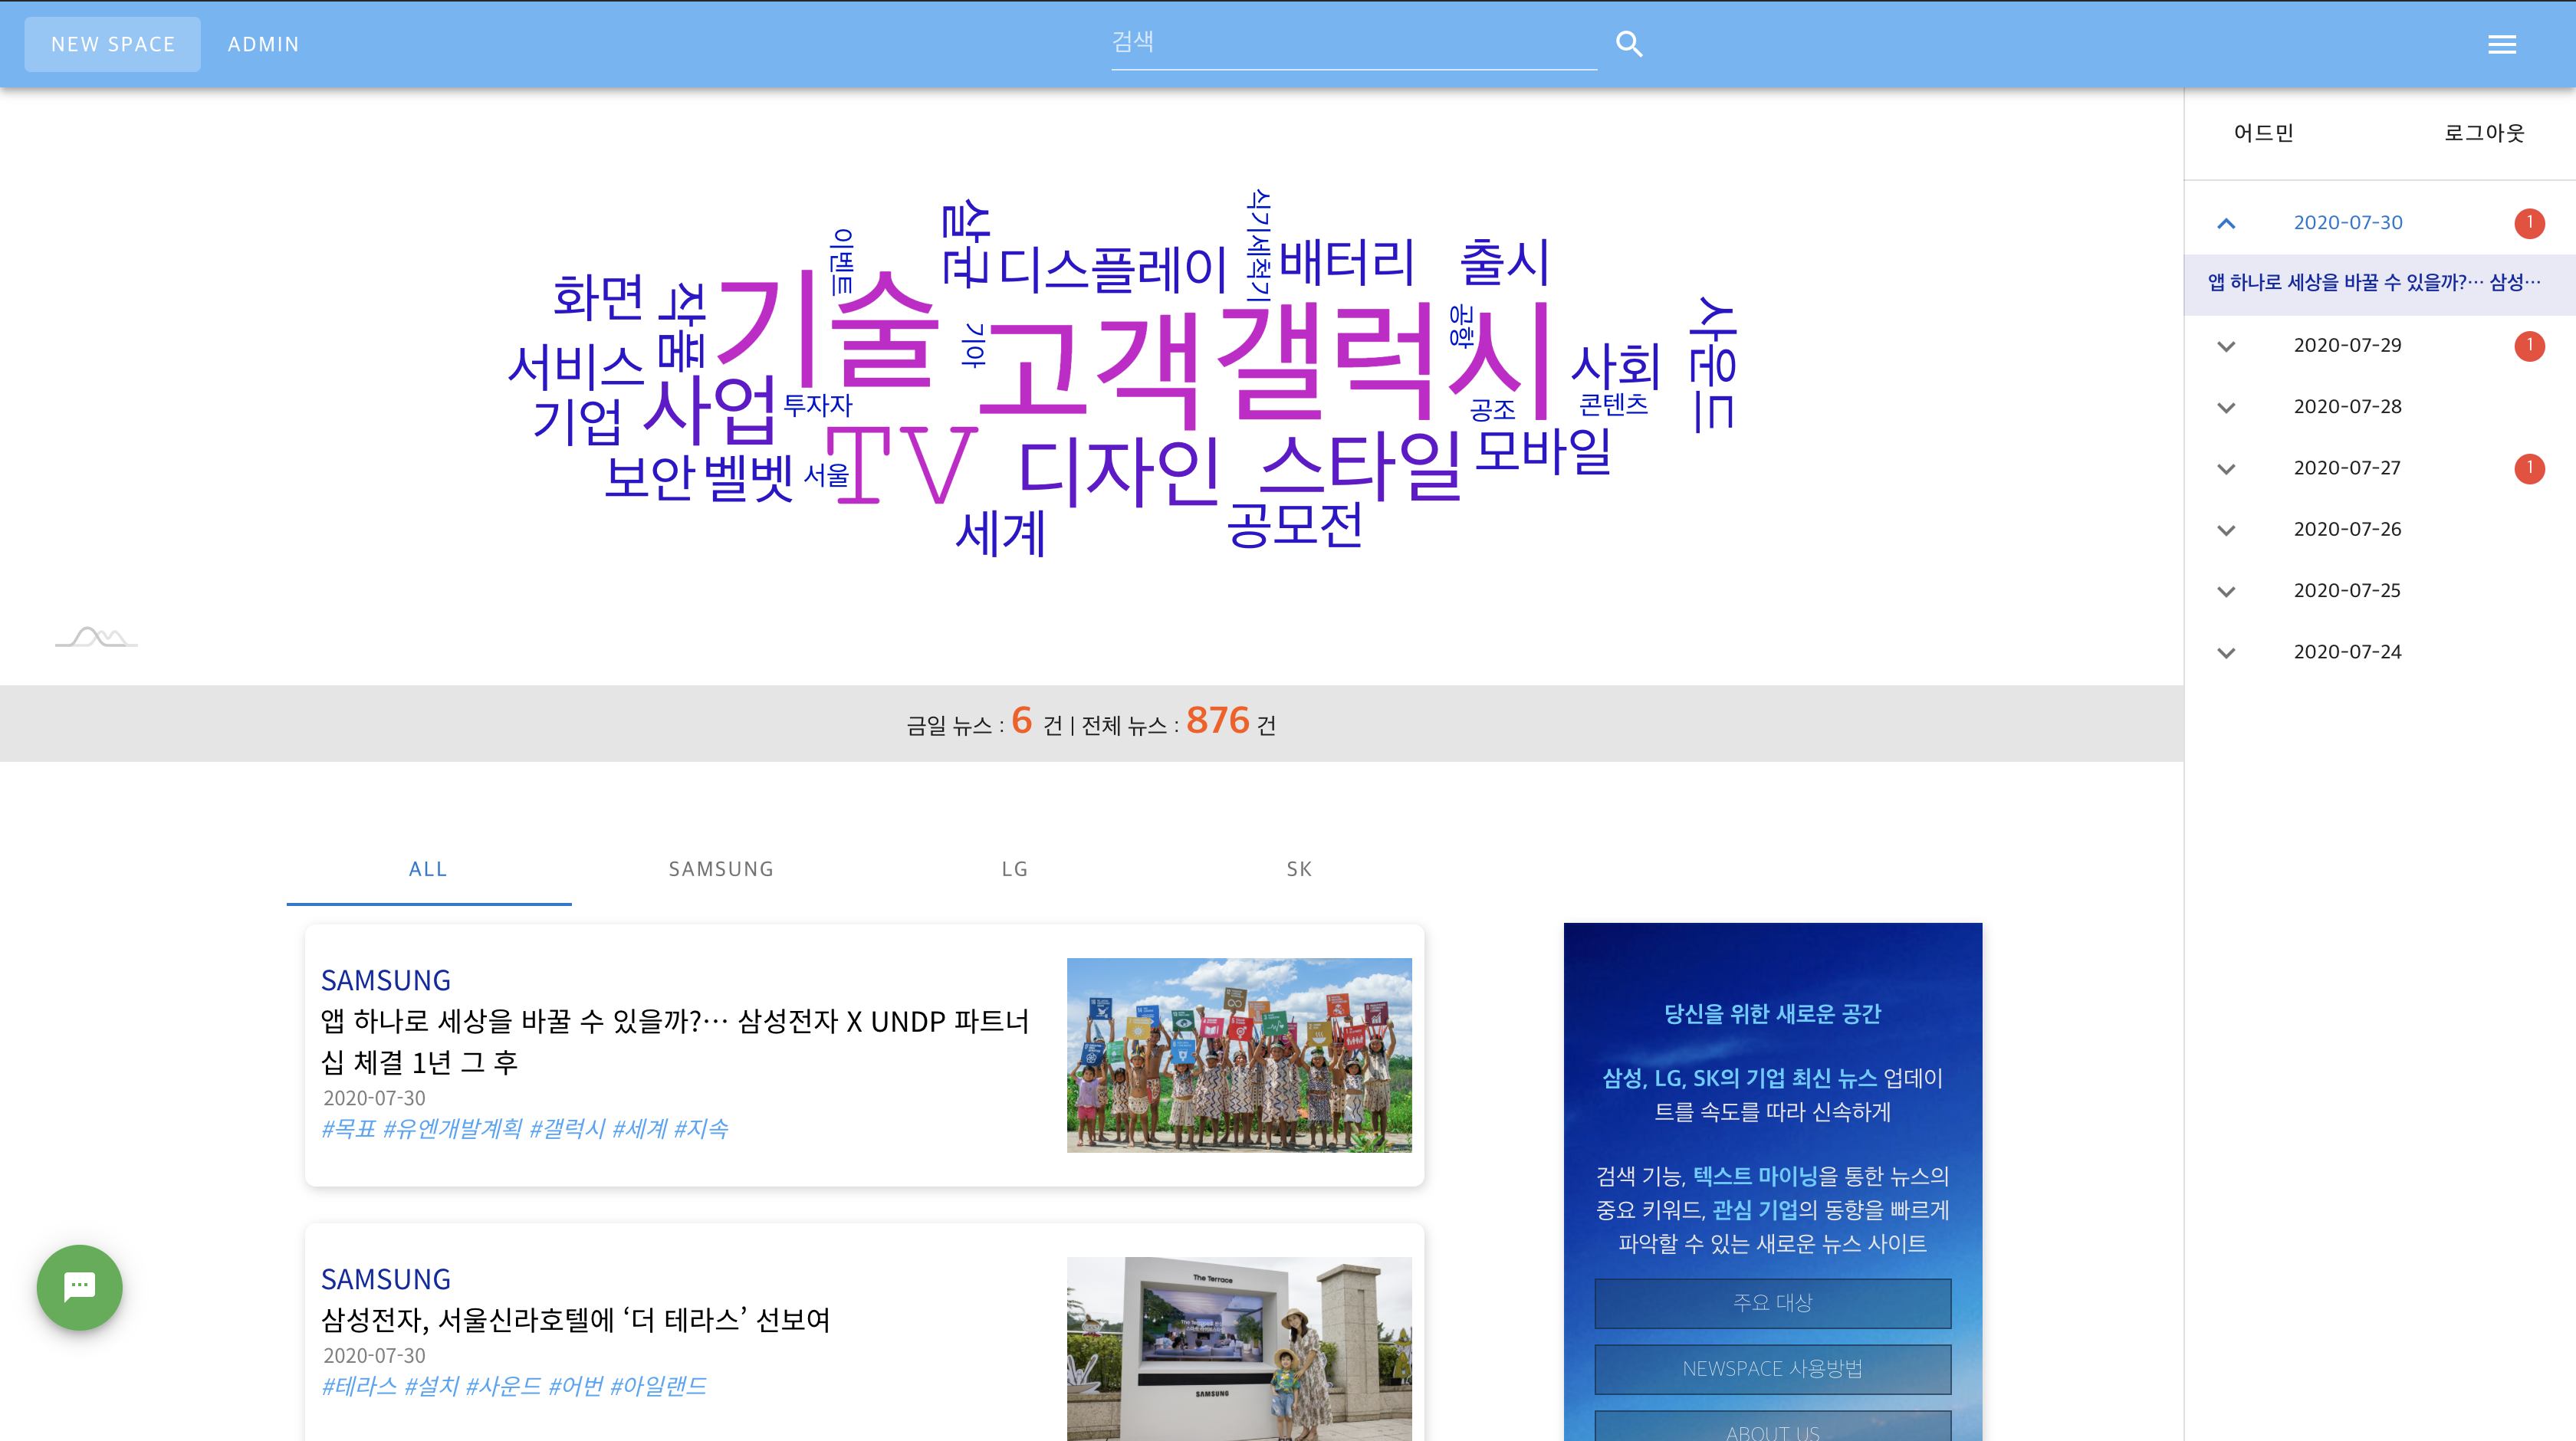 NEW SPACE
ADMIN
검색
어드민
로그아웃
2020-07-30
1
앱 하나로 세상을 바꿀 수 있을까?… 삼성…
2020-07-29
1
2020-07-28
2020-07-27
1
2020-07-26
2020-07-25
2020-07-24
식기세척기
살균
이벤트
디스플레이
배터리
출시
화면
작품
기술
기아
고객
갤럭시
공항
사회
사운드
서비스
기업
사업
투자자
공조
콘텐츠
보안
벨벳
서울
TV
디자인
스타일
모바일
세계
공모전
금일 뉴스 : 6 건 | 전체 뉴스 : 876 건
ALL
SAMSUNG
LG
SK
SAMSUNG
앱 하나로 세상을 바꿀 수 있을까?… 삼성전자 X UNDP 파트너
십 체결 1년 그 후
2020-07-30
#목표 #유엔개발계획 #갤럭시 #세계 #지속
SAMSUNG
삼성전자, 서울신라호텔에 ‘더 테라스’ 선보여
2020-07-30
#테라스 #설치 #사운드 #어번 #아일랜드
The Terrace
SAMSUNG
당신을 위한 새로운 공간
삼성, LG, SK의 기업 최신 뉴스 업데이
트를 속도를 따라 신속하게
검색 기능, 텍스트 마이닝을 통한 뉴스의
중요 키워드, 관심 기업의 동향을 빠르게
파악할 수 있는 새로운 뉴스 사이트
주요 대상
NEWSPACE 사용방법
ABOUT US